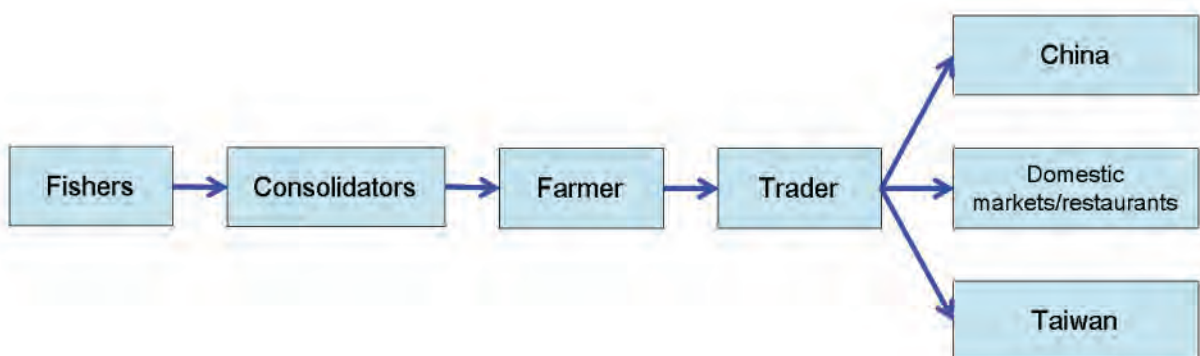 China
Fishers
Consolidators
Farmer
Trader
Domestic
markets/restaurants
Taiwan